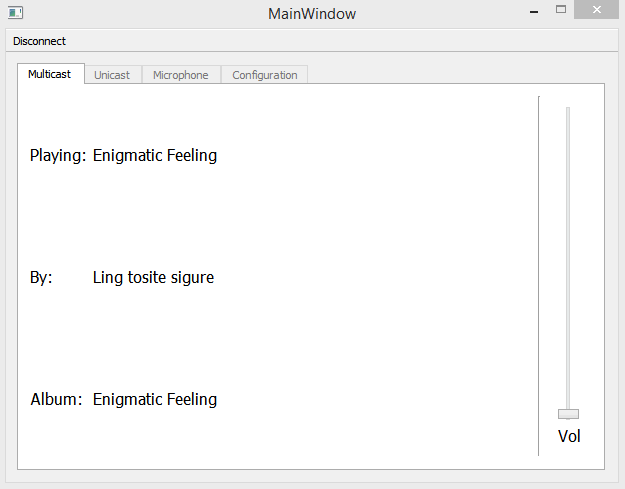 MainWindow
Disconnect
Multicast Unicast Microphone Configuration
Playing: Enigmatic Feeling
By: Ling tosite sigure
Album: Enigmatic Feeling
Vol